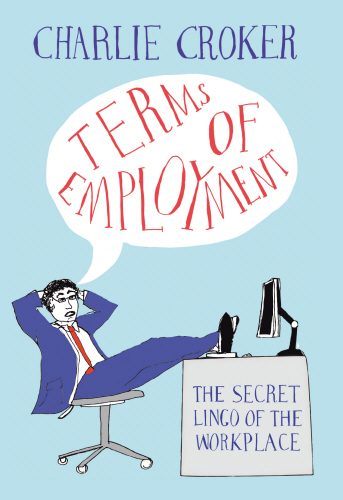 CHARLIE CROKER
TERMS
OF
EMPLOYMENT
THE SECRET
LINGO OF THE
WORKPLACE